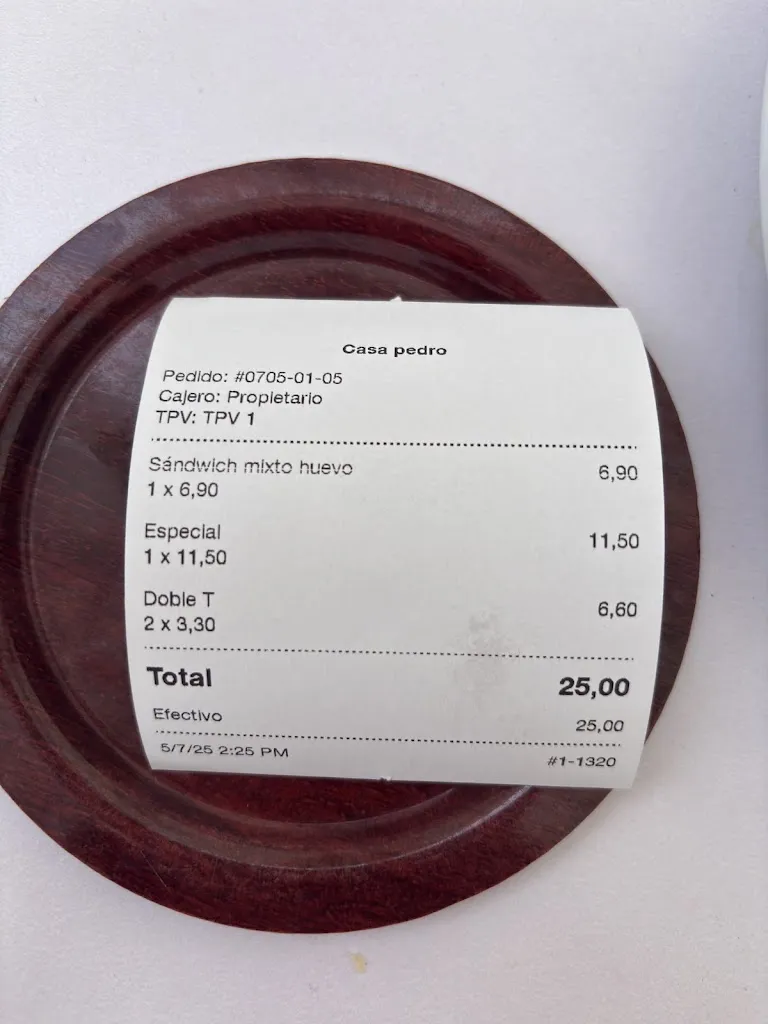 Casa pedro
Pedido: #0705-01-05
Cajero: Propietario
TPV: TPV 1
Sándwich mixto huevo 6,90
1 x 6,90
Especial 11,50
1 x 11,50
Doble T 6,60
2 x 3,30
Total 25,00
Efectivo 25,00
5/7/25 2:25 PM #1-1320